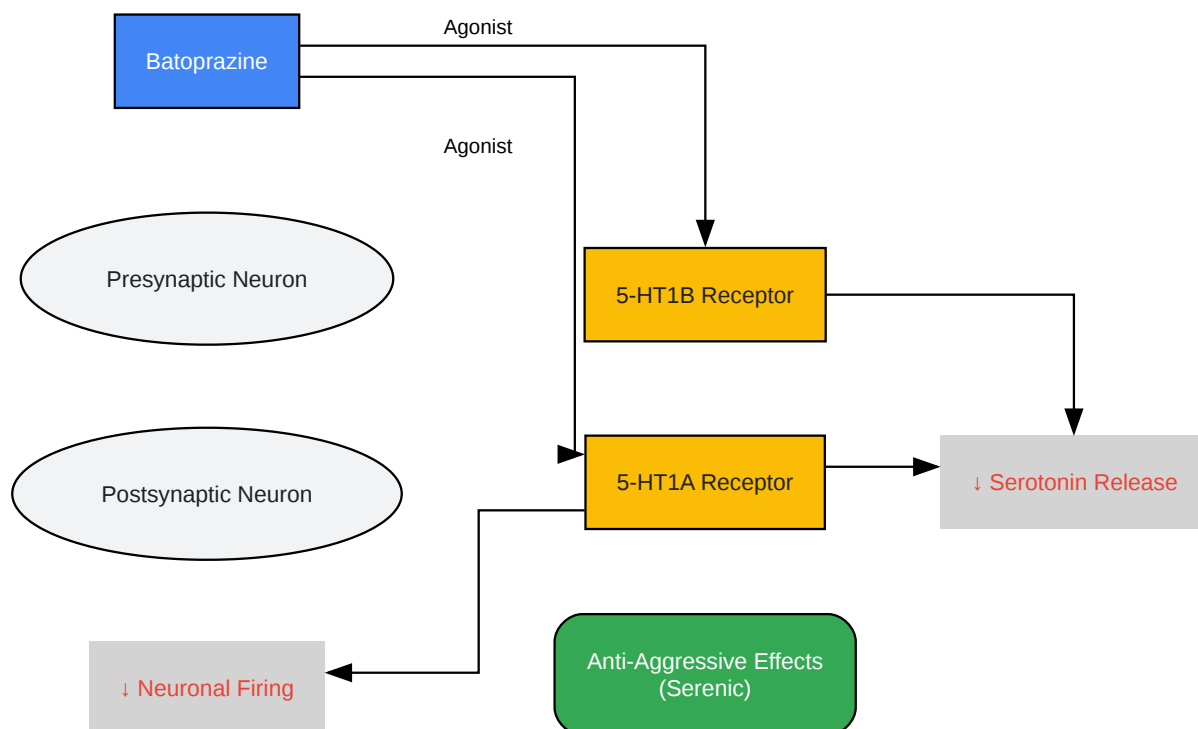 Agonist
Batoprazine
Agonist
Presynaptic Neuron
5-HT1B Receptor
5-HT1A Receptor
Postsynaptic Neuron
↓ Serotonin Release
Anti-Aggressive Effects
(Serenic)
↓ Neuronal Firing